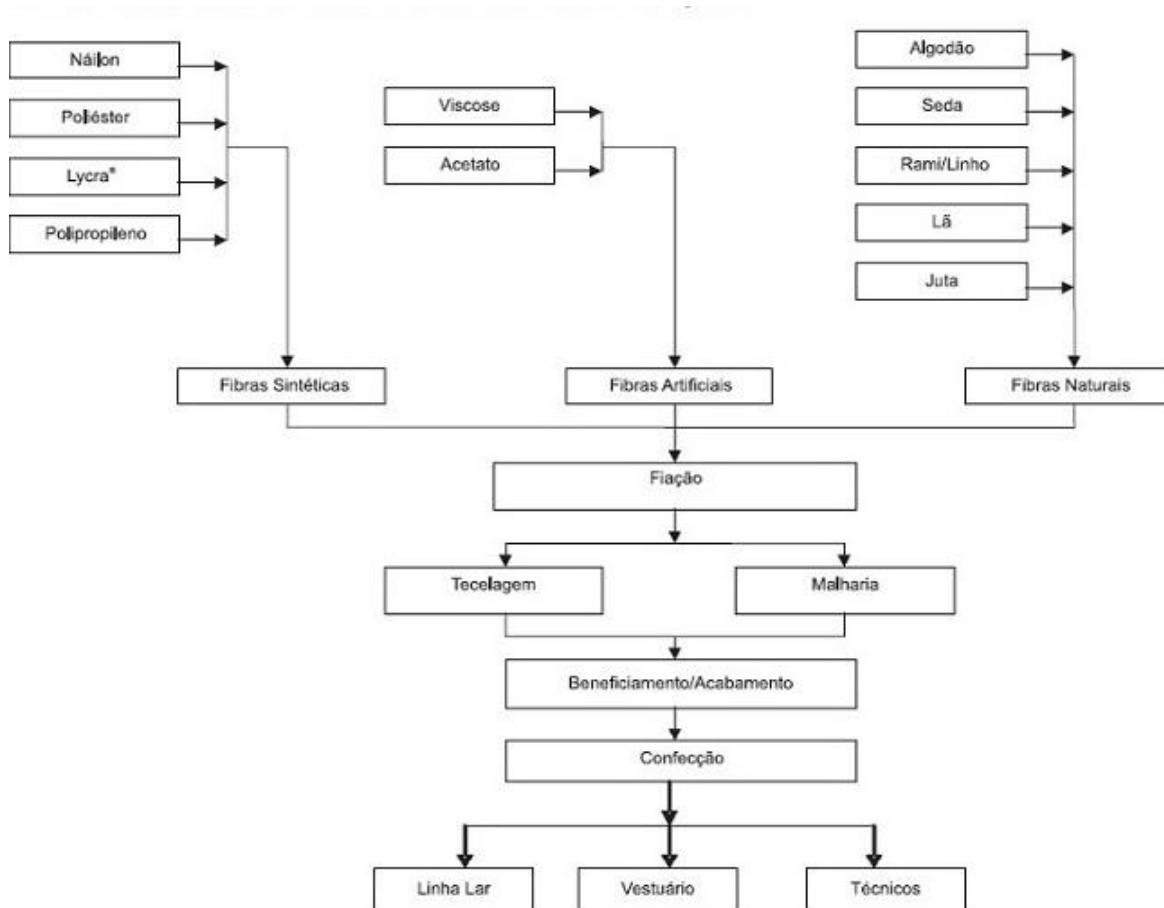 Náilon
Poliéster
Lycra®
Polipropileno
Viscose
Acetato
Algodão
Seda
Rami/Linho
Lã
Juta
Fibras Sintéticas
Fibras Artificiais
Fibras Naturais
Fiação
Tecelagem
Malharia
Beneficiamento/Acabamento
Confecção
Linha Lar
Vestuário
Técnicos